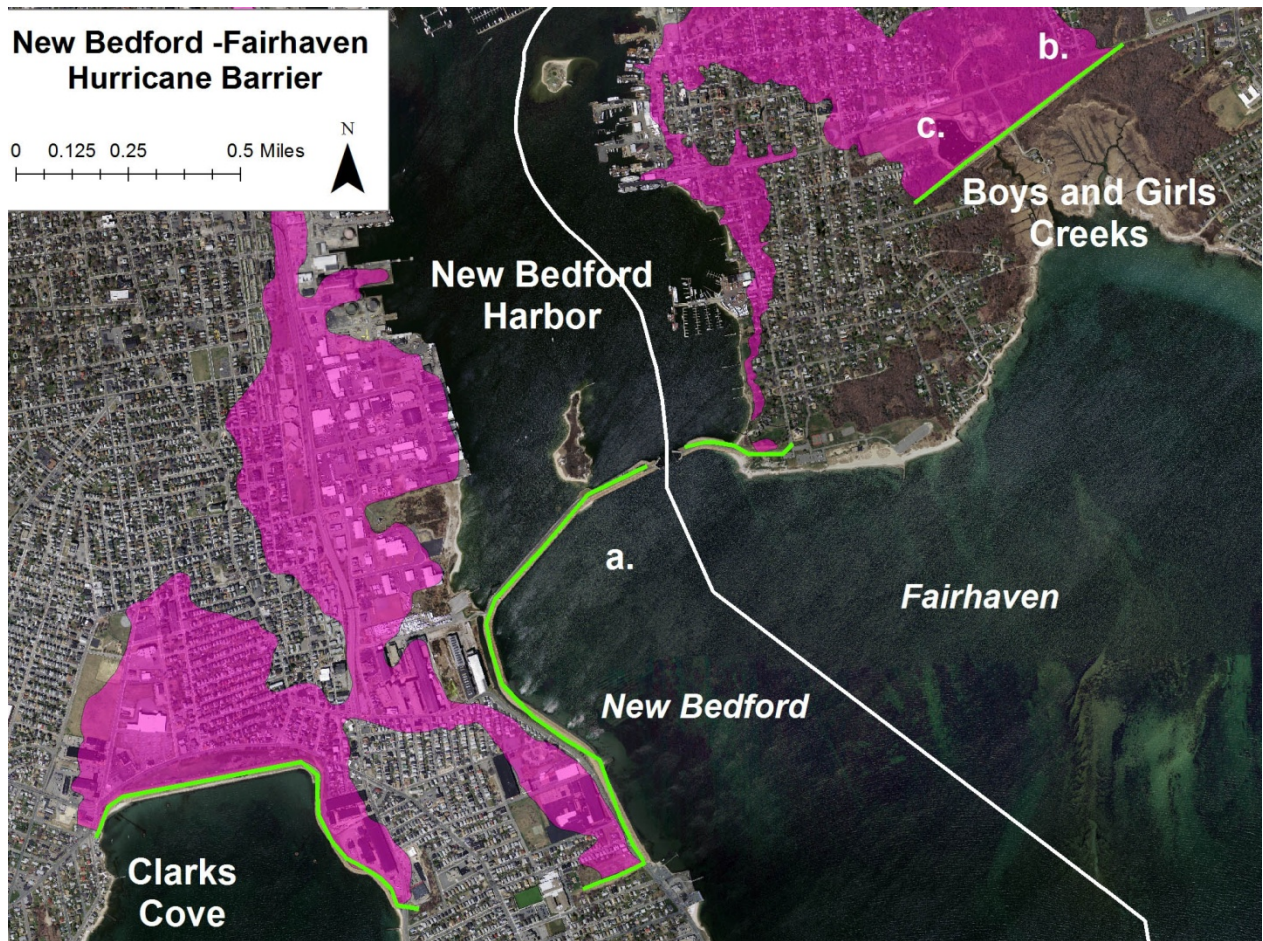 New Bedford -Fairhaven
Hurricane Barrier
N
0 0.125 0.25 0.5 Miles
b.
c.
Boys and Girls
Creeks
New Bedford
Harbor
a.
Fairhaven
New Bedford
Clarks
Cove